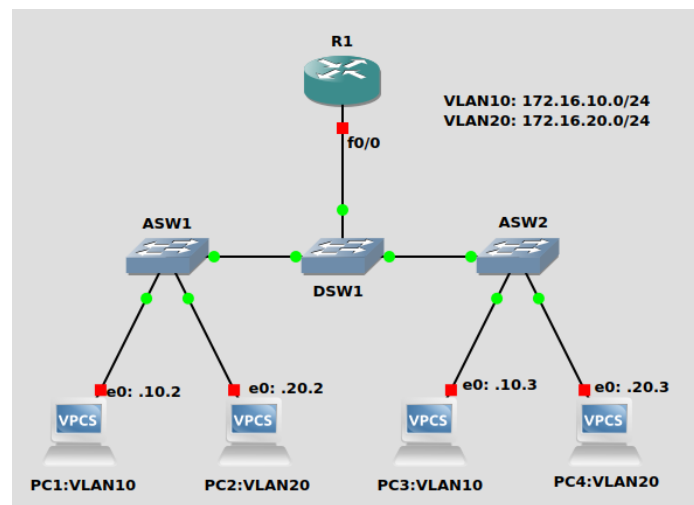 R1
VLAN10: 172.16.10.0/24
VLAN20: 172.16.20.0/24
f0/0
ASW1
ASW2
DSW1
e0: .10.2
e0: .20.2
e0: .10.3
e0: .20.3
VPCS
VPCS
VPCS
VPCS
PC1:VLAN10
PC2:VLAN20
PC3:VLAN10
PC4:VLAN20